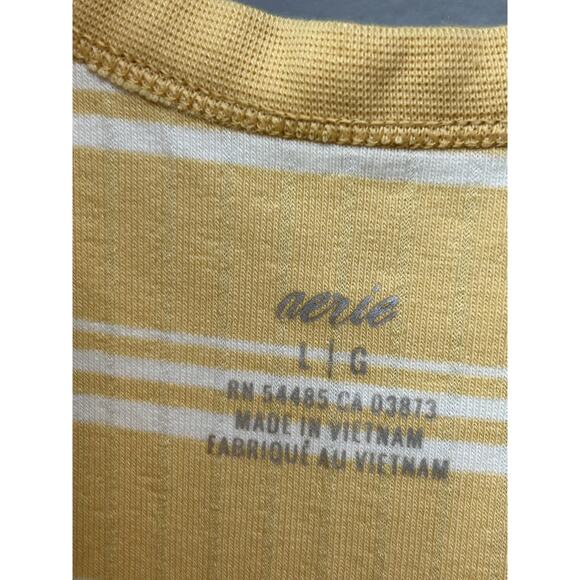 aerie
L | G
RN 54485 CA 03873
MADE IN VIETNAM
FABRIQUÉ AU VIETNAM